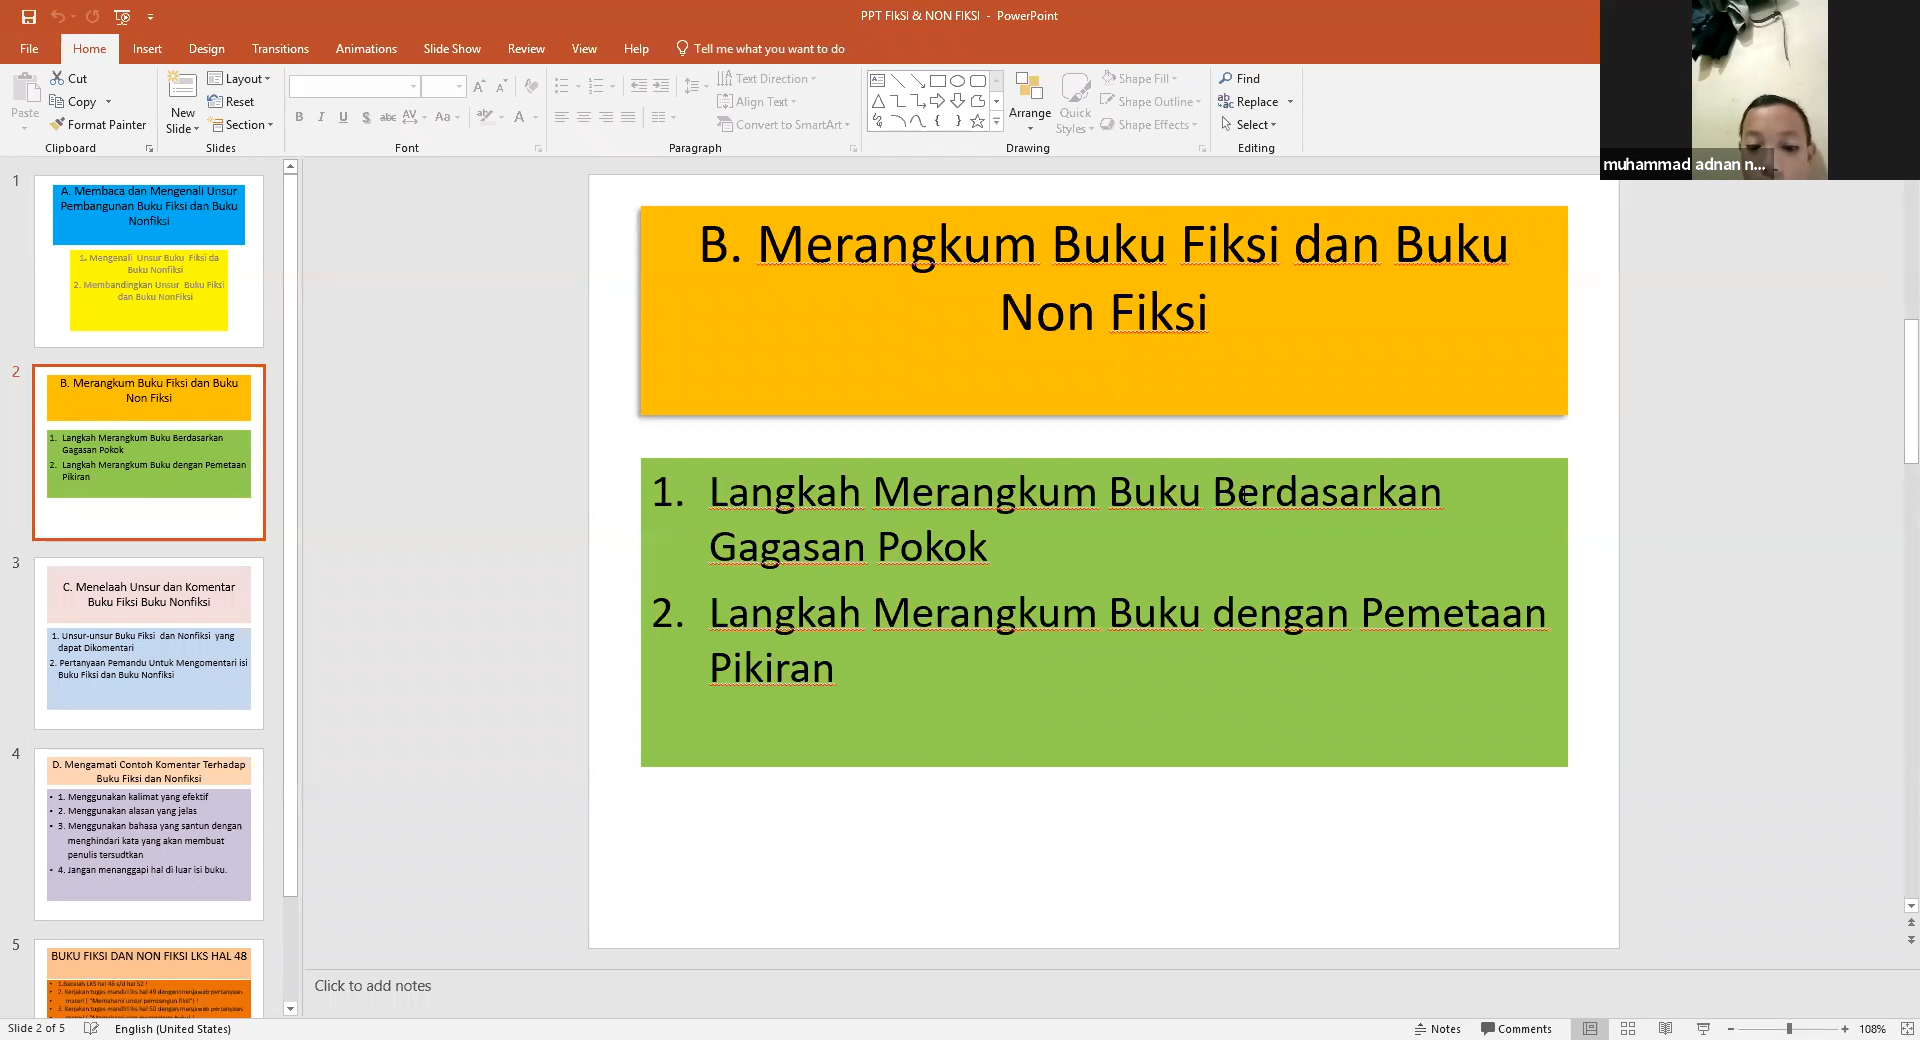 PPT FIkSI & NON FIKSI - PowerPoint
File Home Insert Design Transitions Animations Slide Show Review View Help Tell me what you want to do
Paste
Cut
Copy
Format Painter
Clipboard
New
Slide
Layout
Reset
Section
Slides
B I U S abc AV Aa A
Font
Text Direction
Align Text
Convert to SmartArt
Paragraph
Arrange
Quick
Styles
Shape Fill
Shape Outline
Shape Effects
Drawing
Find
Replace
Select
Editing
muhammad adnan n...
1
A. Membaca dan Mengenali Unsur
Pembangunan Buku Fiksi dan Buku
Nonfiksi
1. Mengenali Unsur Buku Fiksi da
Buku Nonfiksi
2. Membandingkan Unsur Buku Fiksi
dan Buku NonFiksi
2
B. Merangkum Buku Fiksi dan Buku
Non Fiksi
1. Langkah Merangkum Buku Berdasarkan
Gagasan Pokok
2. Langkah Merangkum Buku dengan Pemetaan
Pikiran
3
C. Menelaah Unsur dan Komentar
Buku Fiksi Buku Nonfiksi
1. Unsur-unsur Buku Fiksi dan Nonfiksi yang
dapat Dikomentari
2. Pertanyaan Pemandu Untuk Mengomentari isi
Buku Fiksi dan Buku Nonfiksi
4
D. Mengamati Contoh Komentar Terhadap
Buku Fiksi dan Nonfiksi
• 1. Menggunakan kalimat yang efektif
• 2. Menggunakan alasan yang jelas
• 3. Menggunakan bahasa yang santun dengan
menghindari kata yang akan membuat
penulis tersudtkan
• 4. Jangan menanggapi hal di luar isi buku.
5
BUKU FIKSI DAN NON FIKSI LKS HAL 48
B. Merangkum Buku Fiksi dan Buku
Non Fiksi
1. Langkah Merangkum Buku Berdasarkan
Gagasan Pokok
2. Langkah Merangkum Buku dengan Pemetaan
Pikiran
Click to add notes
Slide 2 of 5 English (United States) Notes Comments 108%